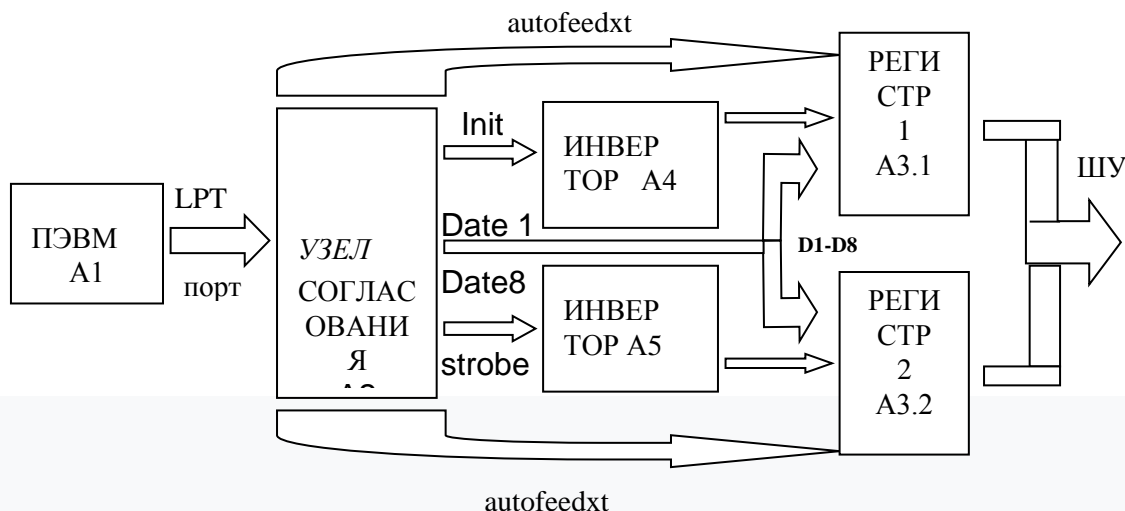 autofeedxt
РЕГИ
СТР
1
А3.1
Init
ИНВЕР
ТОР А4
ШУ
LPT
ПЭВМ
А1
порт
УЗЕЛ
СОГЛАС
ОВАНИ
Я
Date 1
D1-D8
Date8
ИНВЕР
ТОР А5
strobe
РЕГИ
СТР
2
А3.2
autofeedxt